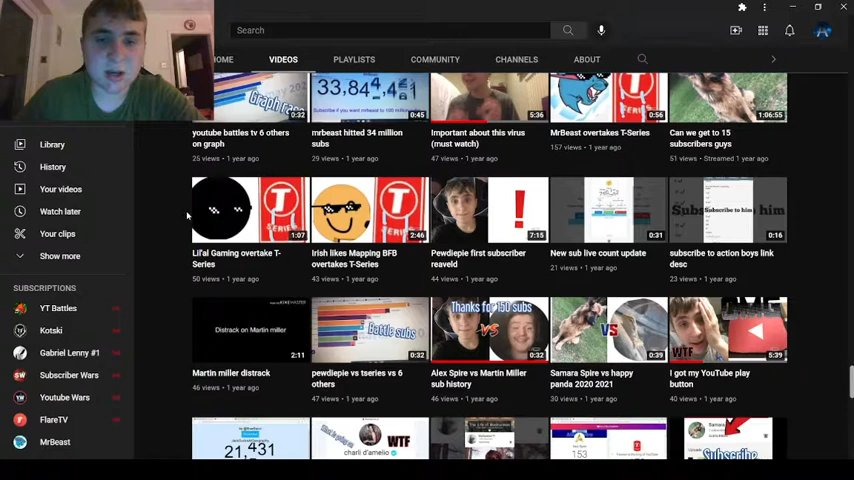 Search
HOME VIDEOS PLAYLISTS COMMUNITY CHANNELS ABOUT
Library
History
Your videos
Watch later
Your clips
Show more
SUBSCRIPTIONS
YT Battles
Kotski
Gabriel Lenny #1
Subscriber Wars
Youtube Wars
FlareTV
MrBeast
Graph race
0:32
0:45
5:36
0:56
1:06:55
youtube battles tv 6 others
on graph
25 views • 1 year ago
mrbeast hitted 34 million
subs
29 views • 1 year ago
Important about this virus
(must watch)
47 views • 1 year ago
MrBeast overtakes T-Series
157 views • 1 year ago
Can we get to 15
subscribers guys
51 views • Streamed 1 year ago
1:07
2:46
7:15
0:31
Subscribe to him
0:16
Lil'al Gaming overtake T-
Series
50 views • 1 year ago
Irish likes Mapping BFB
overtakes T-Series
43 views • 1 year ago
Pewdiepie first subscriber
reaveld
44 views • 1 year ago
New sub live count update
21 views • 1 year ago
subscribe to action boys link
desc
23 views • 1 year ago
Distrack on Martin miller
2:11
Battle subs
0:32
Thanks for 150 subs
VS
0:32
VS
0:39
WTF
5:39
Martin miller distrack
46 views • 1 year ago
pewdiepie vs tseries vs 6
others
47 views • 1 year ago
Alex Spire vs Martin Miller
sub history
46 views • 1 year ago
Samara Spire vs happy
panda 2020 2021
30 views • 1 year ago
I got my YouTube play
button
40 views • 1 year ago
21,431
WTF
charli d'amelio
153
Samara
Subscribe